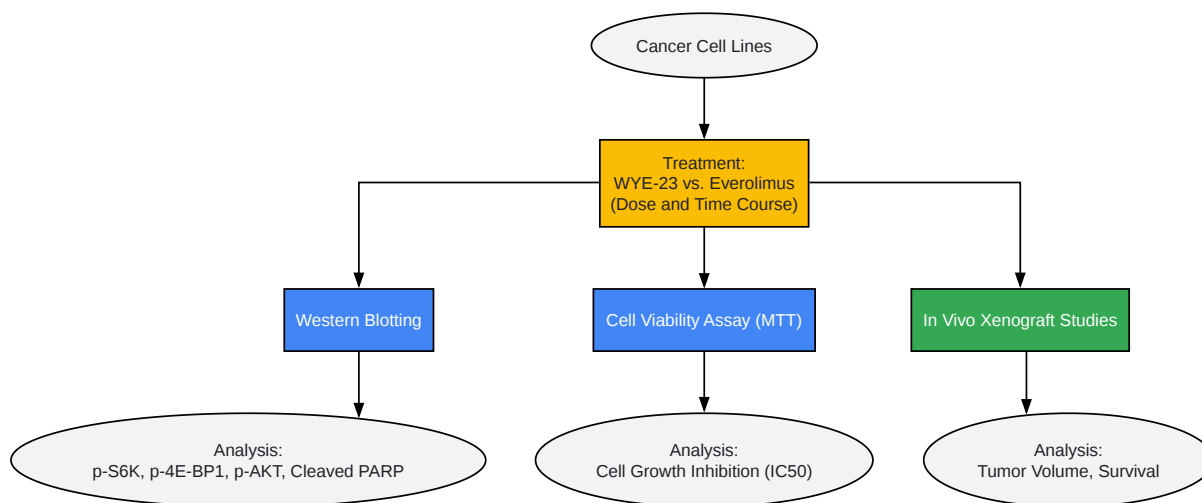 Cancer Cell Lines
Treatment:
WYE-23 vs. Everolimus
(Dose and Time Course)
Western Blotting
Cell Viability Assay (MTT)
In Vivo Xenograft Studies
Analysis:
p-S6K, p-4E-BP1, p-AKT, Cleaved PARP
Analysis:
Cell Growth Inhibition (IC50)
Analysis:
Tumor Volume, Survival